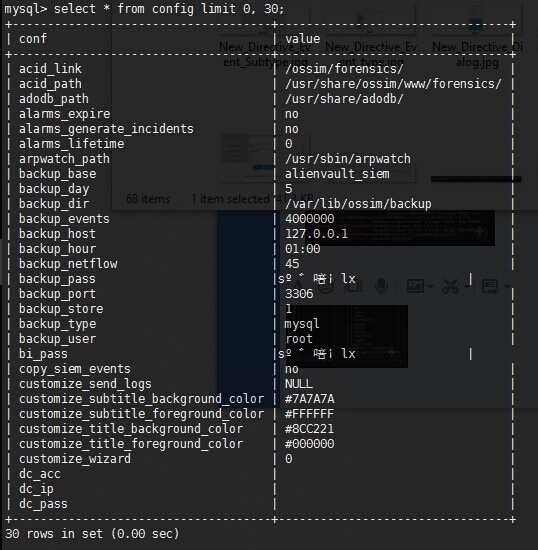 mysql> select * from config limit 0, 30;
+------------------------------------+-------------------------------+
| conf | value |
+------------------------------------+-------------------------------+
| acid_link | /ossim/forensics/ |
| acid_path | /usr/share/ossim/www/forensics/ |
| adodb_path | /usr/share/adodb/ |
| alarms_expire | no |
| alarms_generate_incidents | no |
| alarms_lifetime | 0 |
| arpwatch_path | /usr/sbin/arpwatch |
| backup_base | alienvault_siem |
| backup_day | 5 |
| backup_dir | /var/lib/ossim/backup |
| backup_events | 4000000 |
| backup_host | 127.0.0.1 |
| backup_hour | 01:00 |
| backup_netflow | 45 |
| backup_pass | lx |
| backup_port | 3306 |
| backup_store | 1 |
| backup_type | mysql |
| backup_user | root |
| bi_pass | lx |
| copy_siem_events | no |
| customize_send_logs | NULL |
| customize_subtitle_background_color | #7A7A7A |
| customize_subtitle_foreground_color | #FFFFFF |
| customize_title_background_color | #8CC221 |
| customize_title_foreground_color | #000000 |
| customize_wizard | 0 |
| dc_acc | |
| dc_ip | |
| dc_pass | |
+------------------------------------+-------------------------------+
30 rows in set (0.00 sec)
New_Directive_Ev
ent_Subtype.jpg
New_Directive_Ev
ent_type.jpg
New_Directive_Di
alog.jpg
68 items 1 item selected